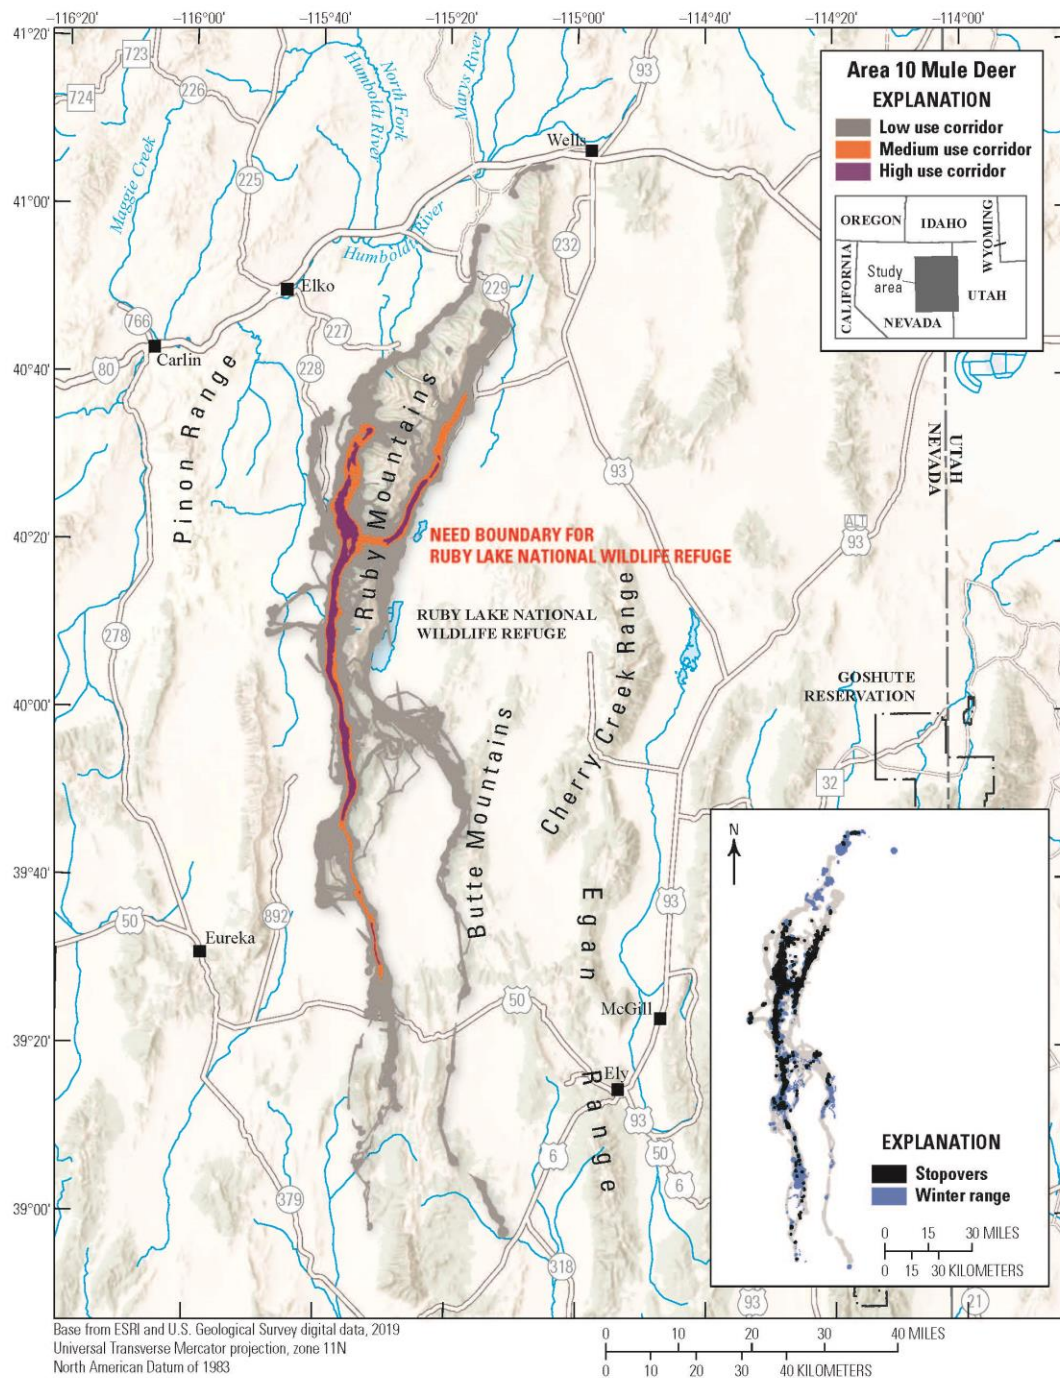 −116°20' −116°00' −115°40' −115°20' −115°00' −114°40' −114°20' −114°00'
41°20'
41°00'
40°40'
40°20'
40°00'
39°40'
39°20'
39°00'
Area 10 Mule Deer
EXPLANATION
Low use corridor
Medium use corridor
High use corridor
OREGON
IDAHO
WYOMING
CALIFORNIA
Study
area
UTAH
NEVADA
723
724
226
225
Maggie Creek
North Fork
Humboldt River
Marys River
93
Wells
Humboldt River
232
Elko
229
766
227
Carlin
80
228
Pinon Range
Ruby Mountains
93
UTAH
NEVADA
ALT
93
NEED BOUNDARY FOR
RUBY LAKE NATIONAL WILDLIFE REFUGE
RUBY LAKE NATIONAL
WILDLIFE REFUGE
278
Cherry Creek Range
GOSHUTE
RESERVATION
32
Butte Mountains
Egan Range
50
892
Eureka
93
50
McGill
Ely
93
6
50
6
379
318
93
21
N
EXPLANATION
Stopovers
Winter range
0 15 30 MILES
0 15 30 KILOMETERS
Base from ESRI and U.S. Geological Survey digital data, 2019
Universal Transverse Mercator projection, zone 11N
North American Datum of 1983
0 10 20 30 40 MILES
0 10 20 30 40 KILOMETERS